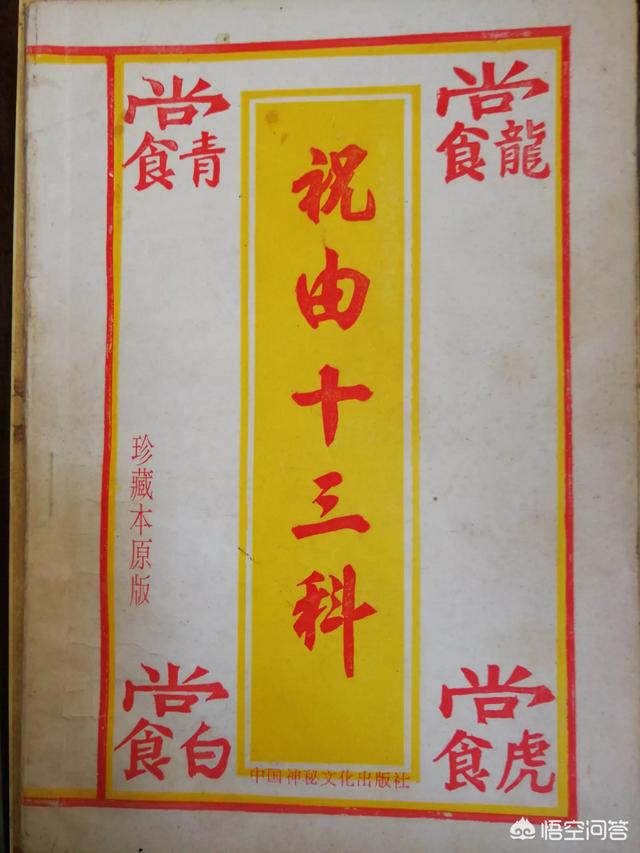 尚食龍
尚食青
祝由十三科
珍藏本原版
尚食虎
尚食白
中国神秘文化出版社
悟空问答